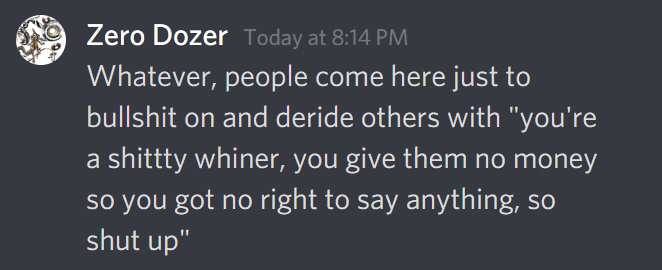 Zero Dozer Today at 8:14 PM
Whatever, people come here just to
bullshit on and deride others with "you're
a shittty whiner, you give them no money
so you got no right to say anything, so
shut up"